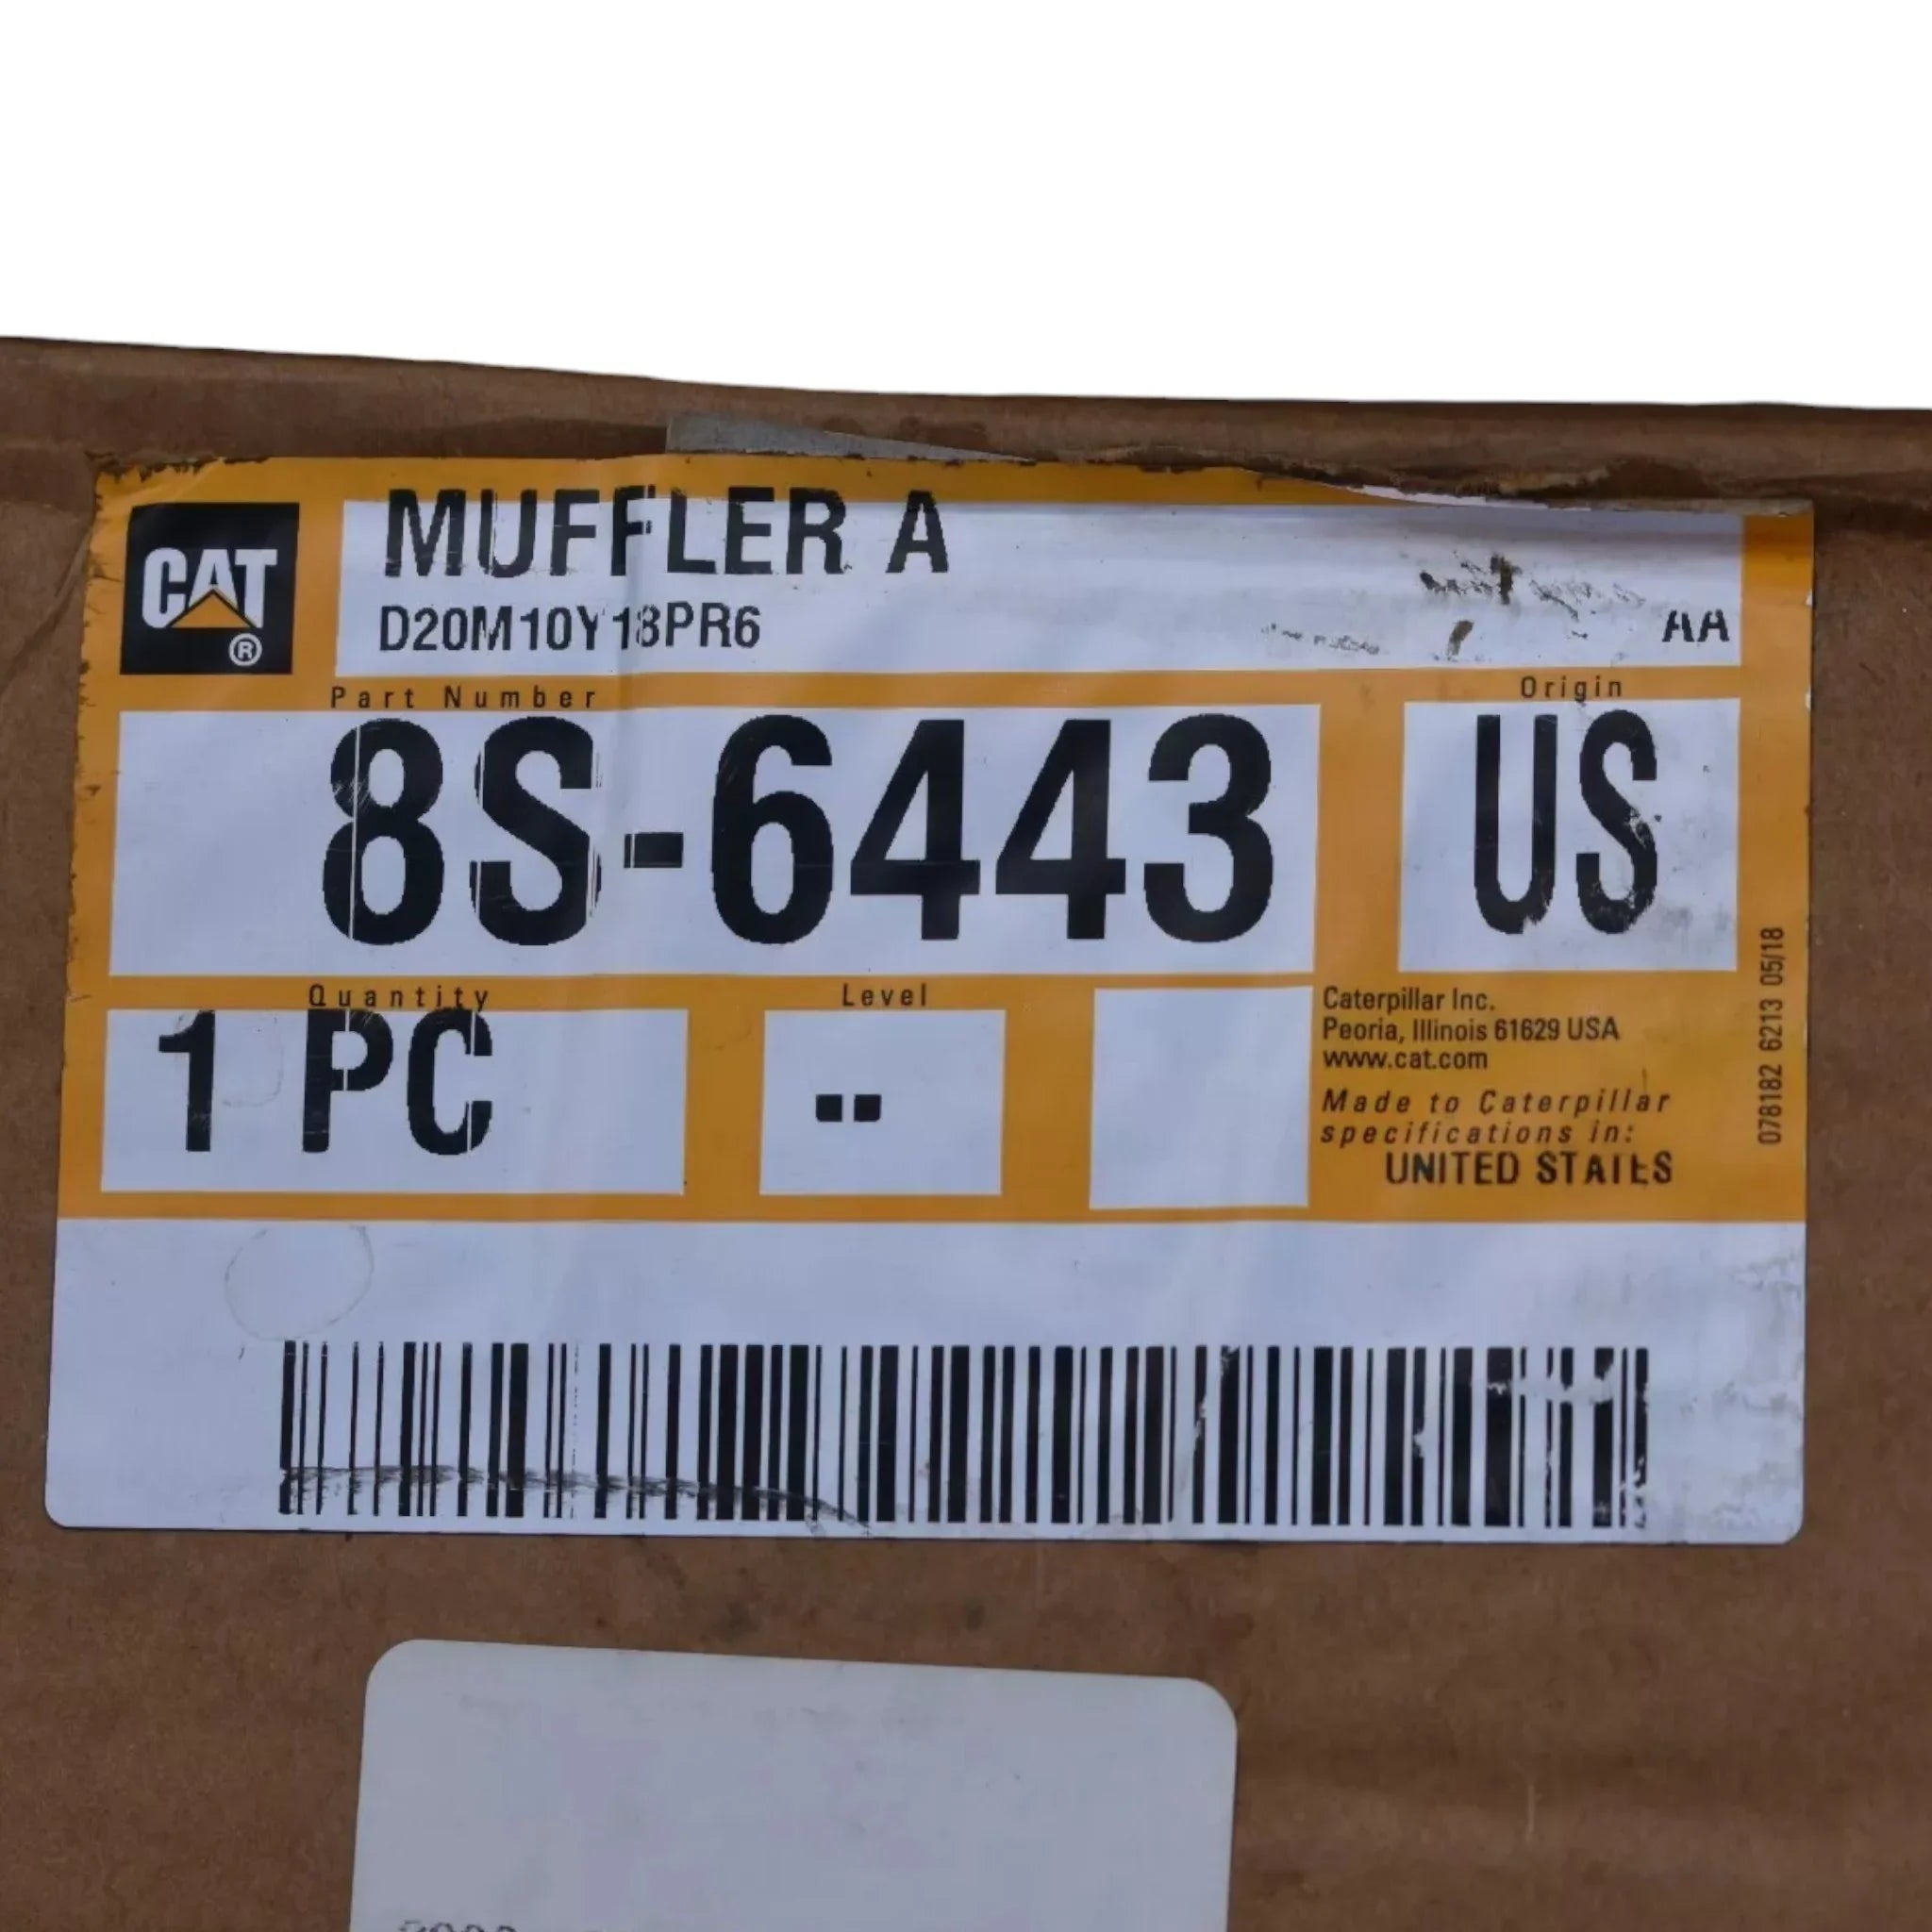 CAT
®
MUFFLER A
D20M10Y18PR6
AA
Part Number
8S-6443
Origin
US
Quantity
1 PC
Level
--
Caterpillar Inc.
Peoria, Illinois 61629 USA
www.cat.com
Made to Caterpillar
specifications in:
UNITED STATES
078182 6213 05/18